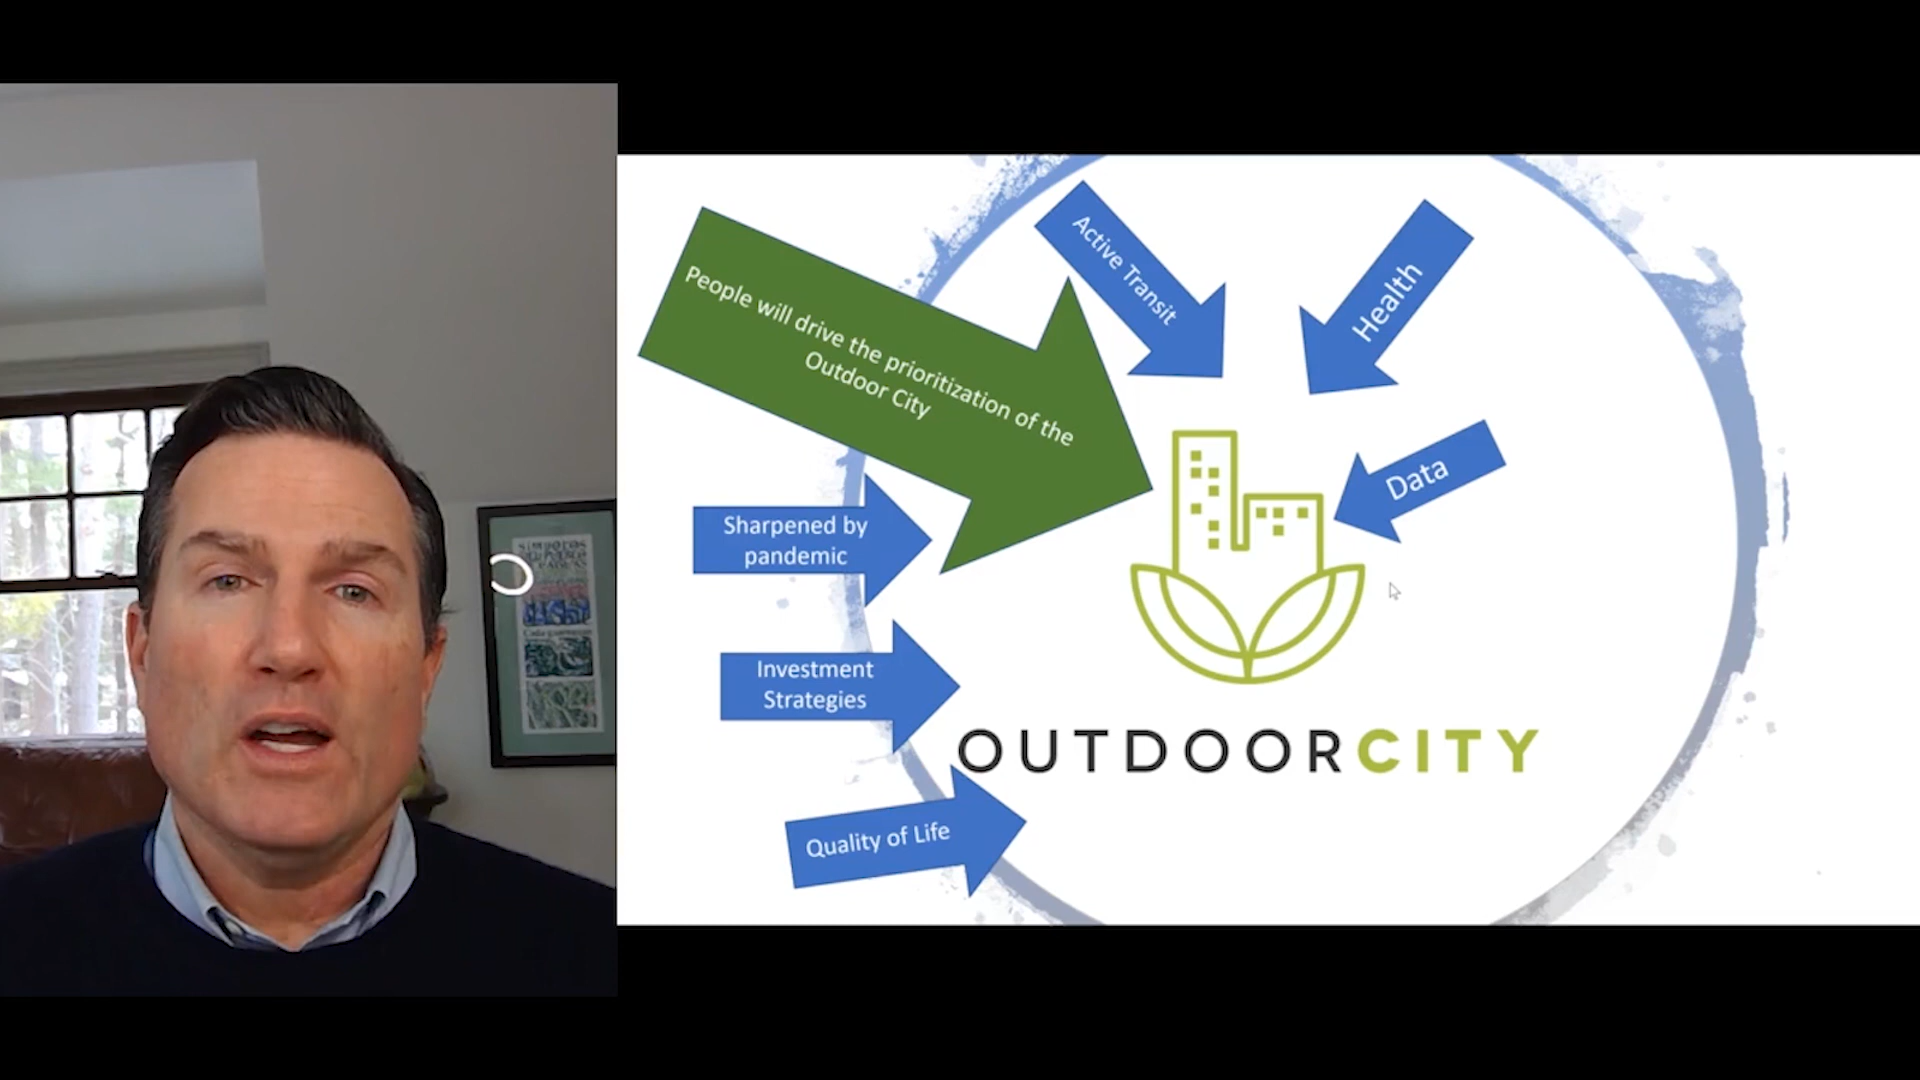 People will drive the prioritization of the
Outdoor City
Active Transit
Health
Data
Sharpened by
pandemic
Investment
Strategies
Quality of Life
OUTDOORCITY